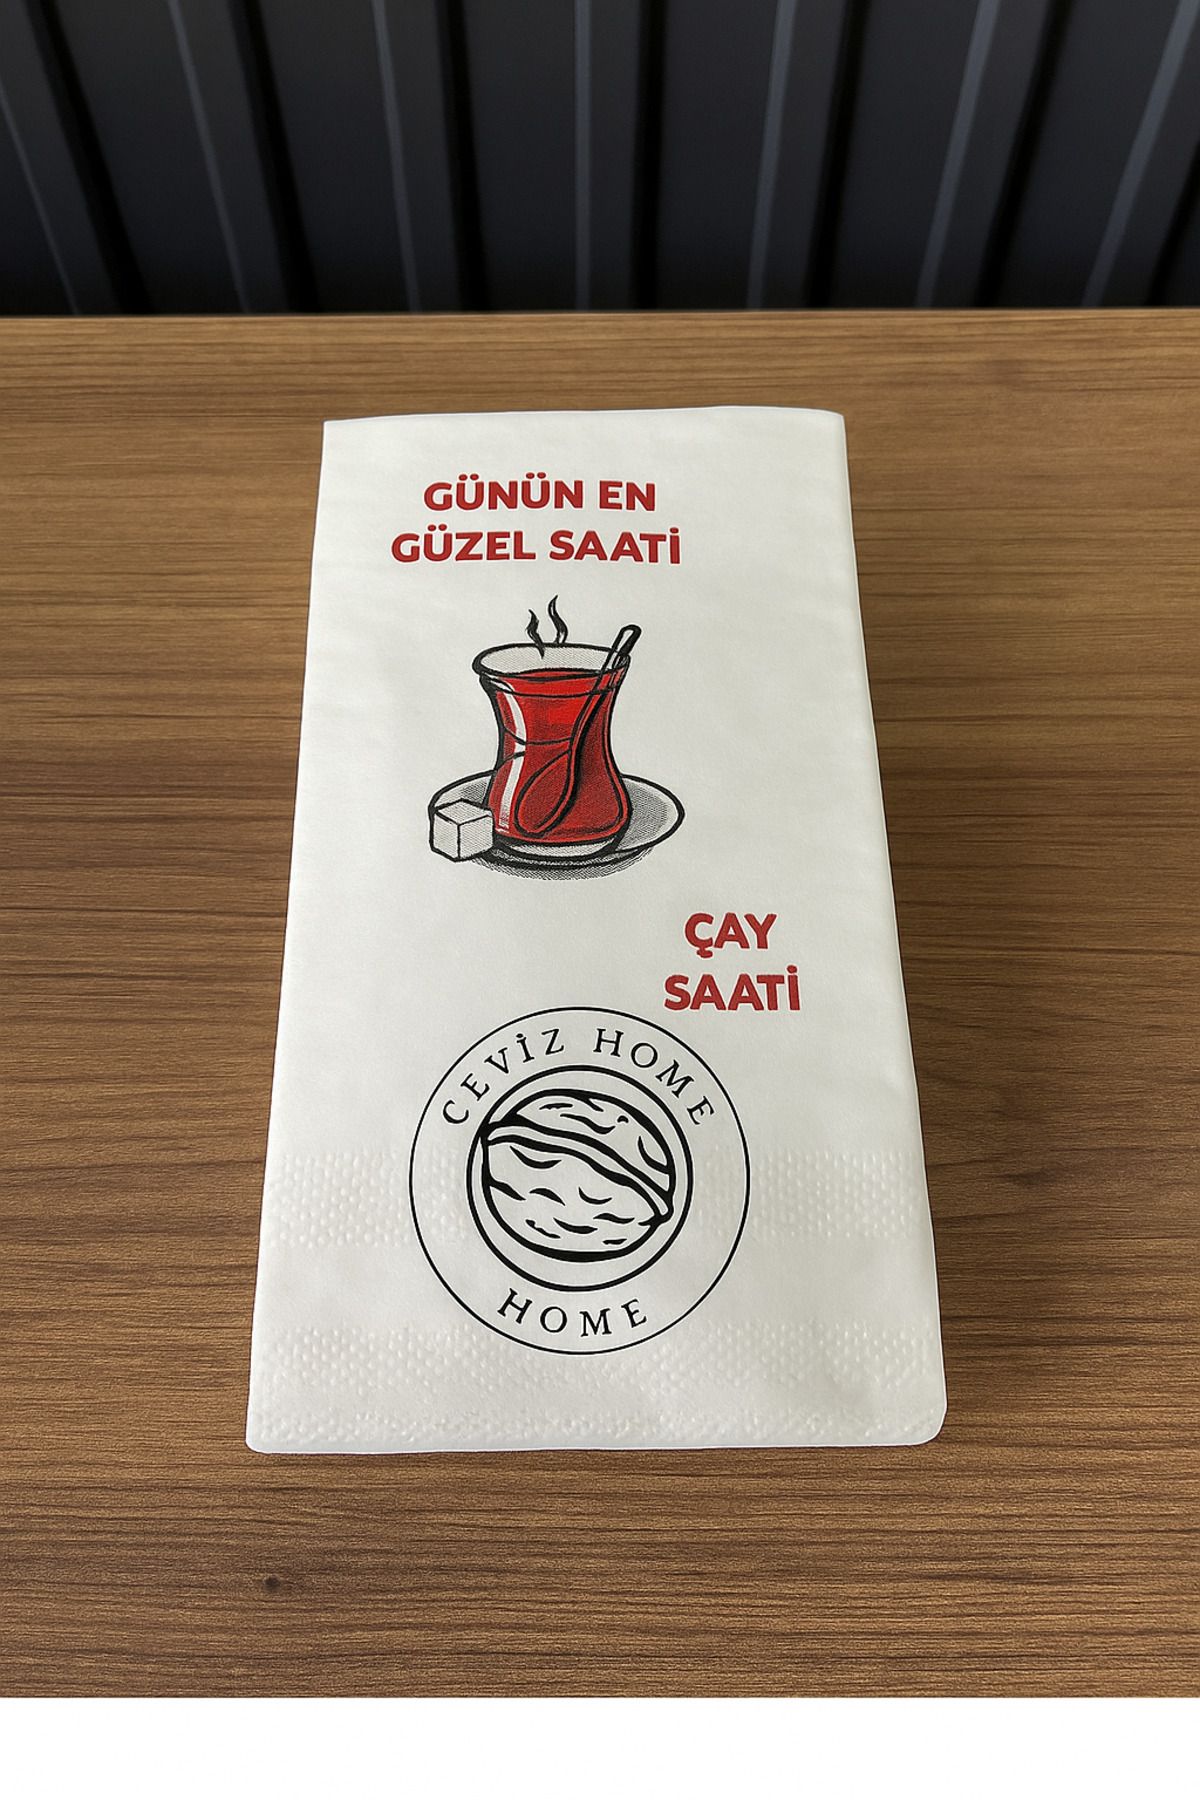 GÜNÜN EN
GÜZEL SAATİ
ÇAY
SAATİ
CEVİZ HOME
HOME